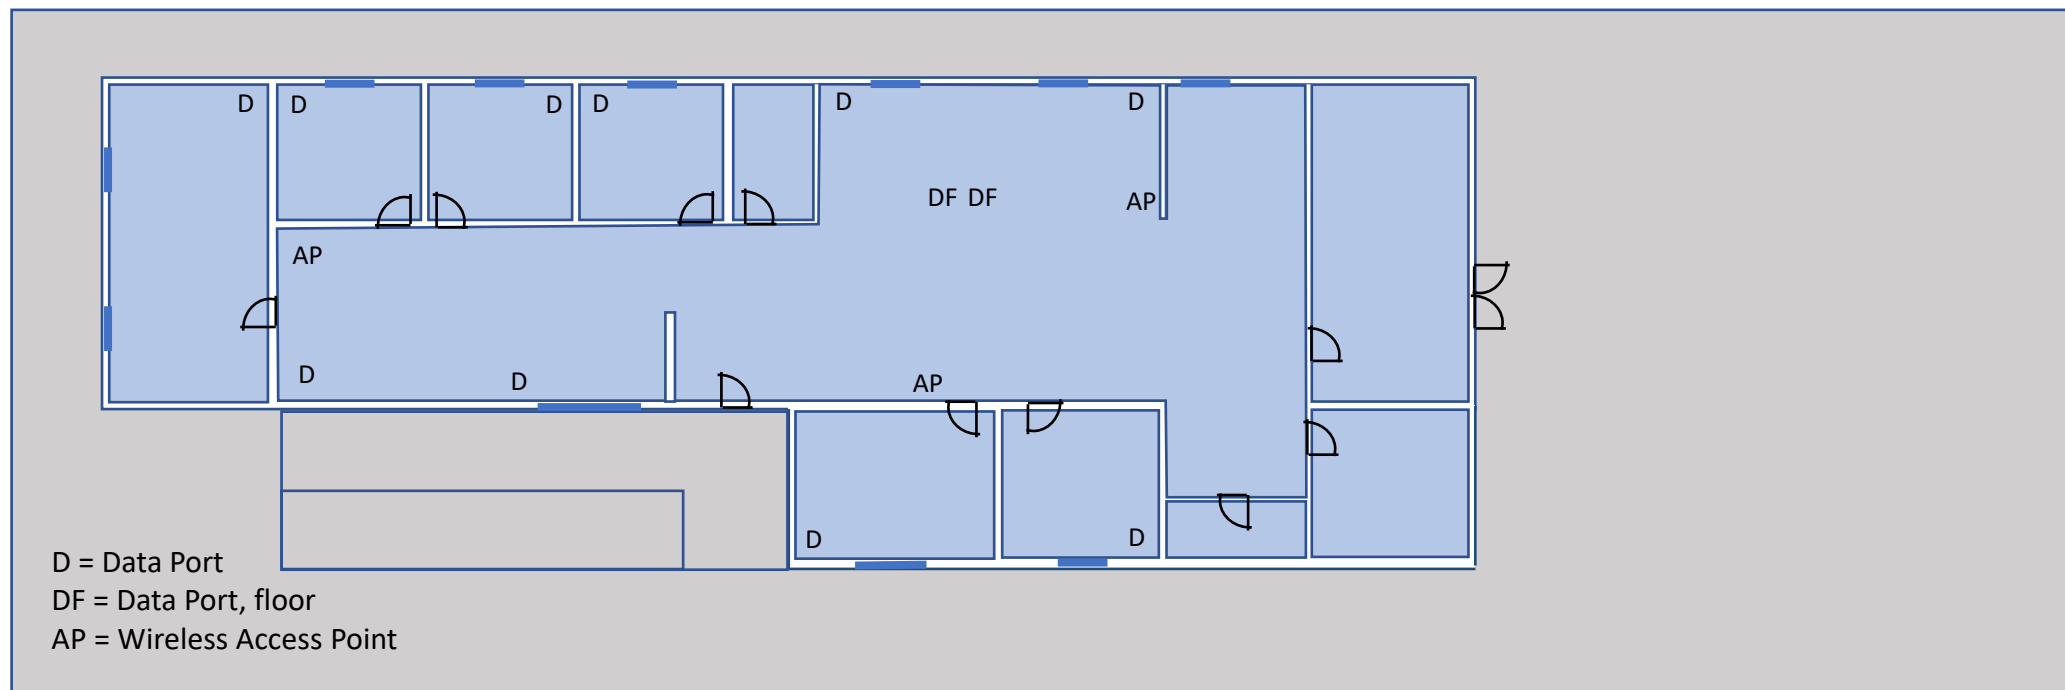 D D D D D D
DF DF AP
AP
D D AP
D D
D = Data Port
DF = Data Port, floor
AP = Wireless Access Point